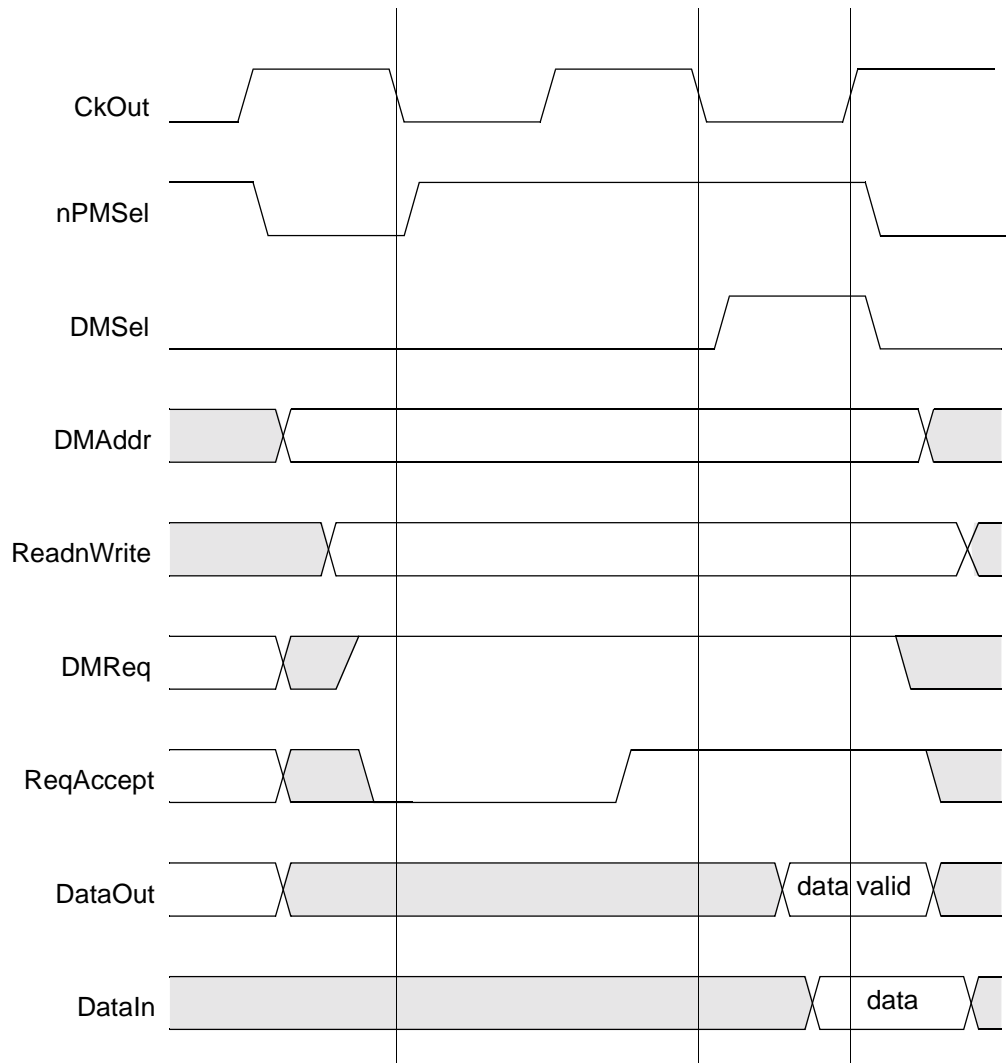 CkOut
nPMSel
DMSel
DMAddr
ReadnWrite
DMReq
ReqAccept
DataOut
data valid
DataIn
data